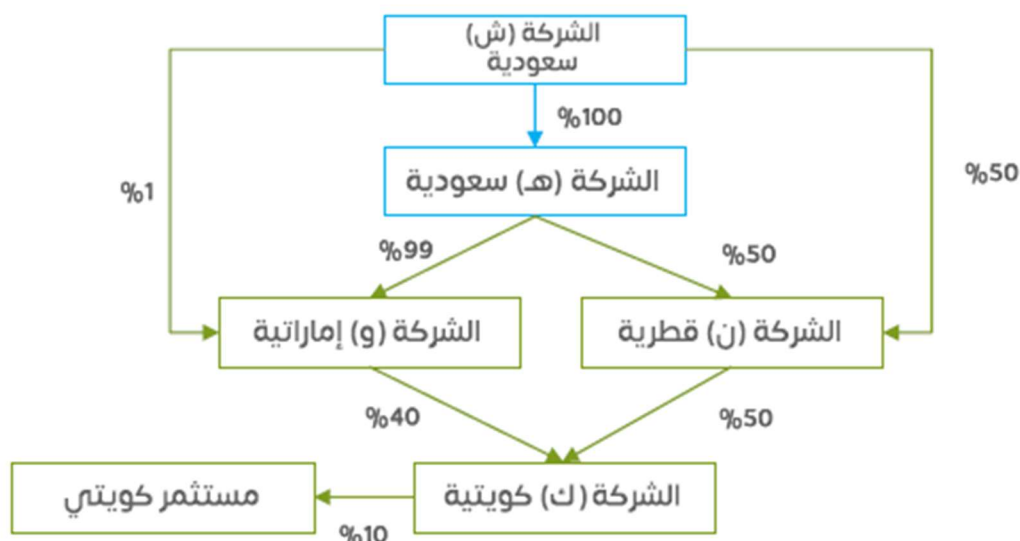 الشركة (ش)
سعودية
%100
%50
%1
الشركة (هـ) سعودية
%99
%50
الشركة (و) إماراتية
الشركة (ن) قطرية
%40
%50
مستثمر كويتي
الشركة (ك) كويتية
%10